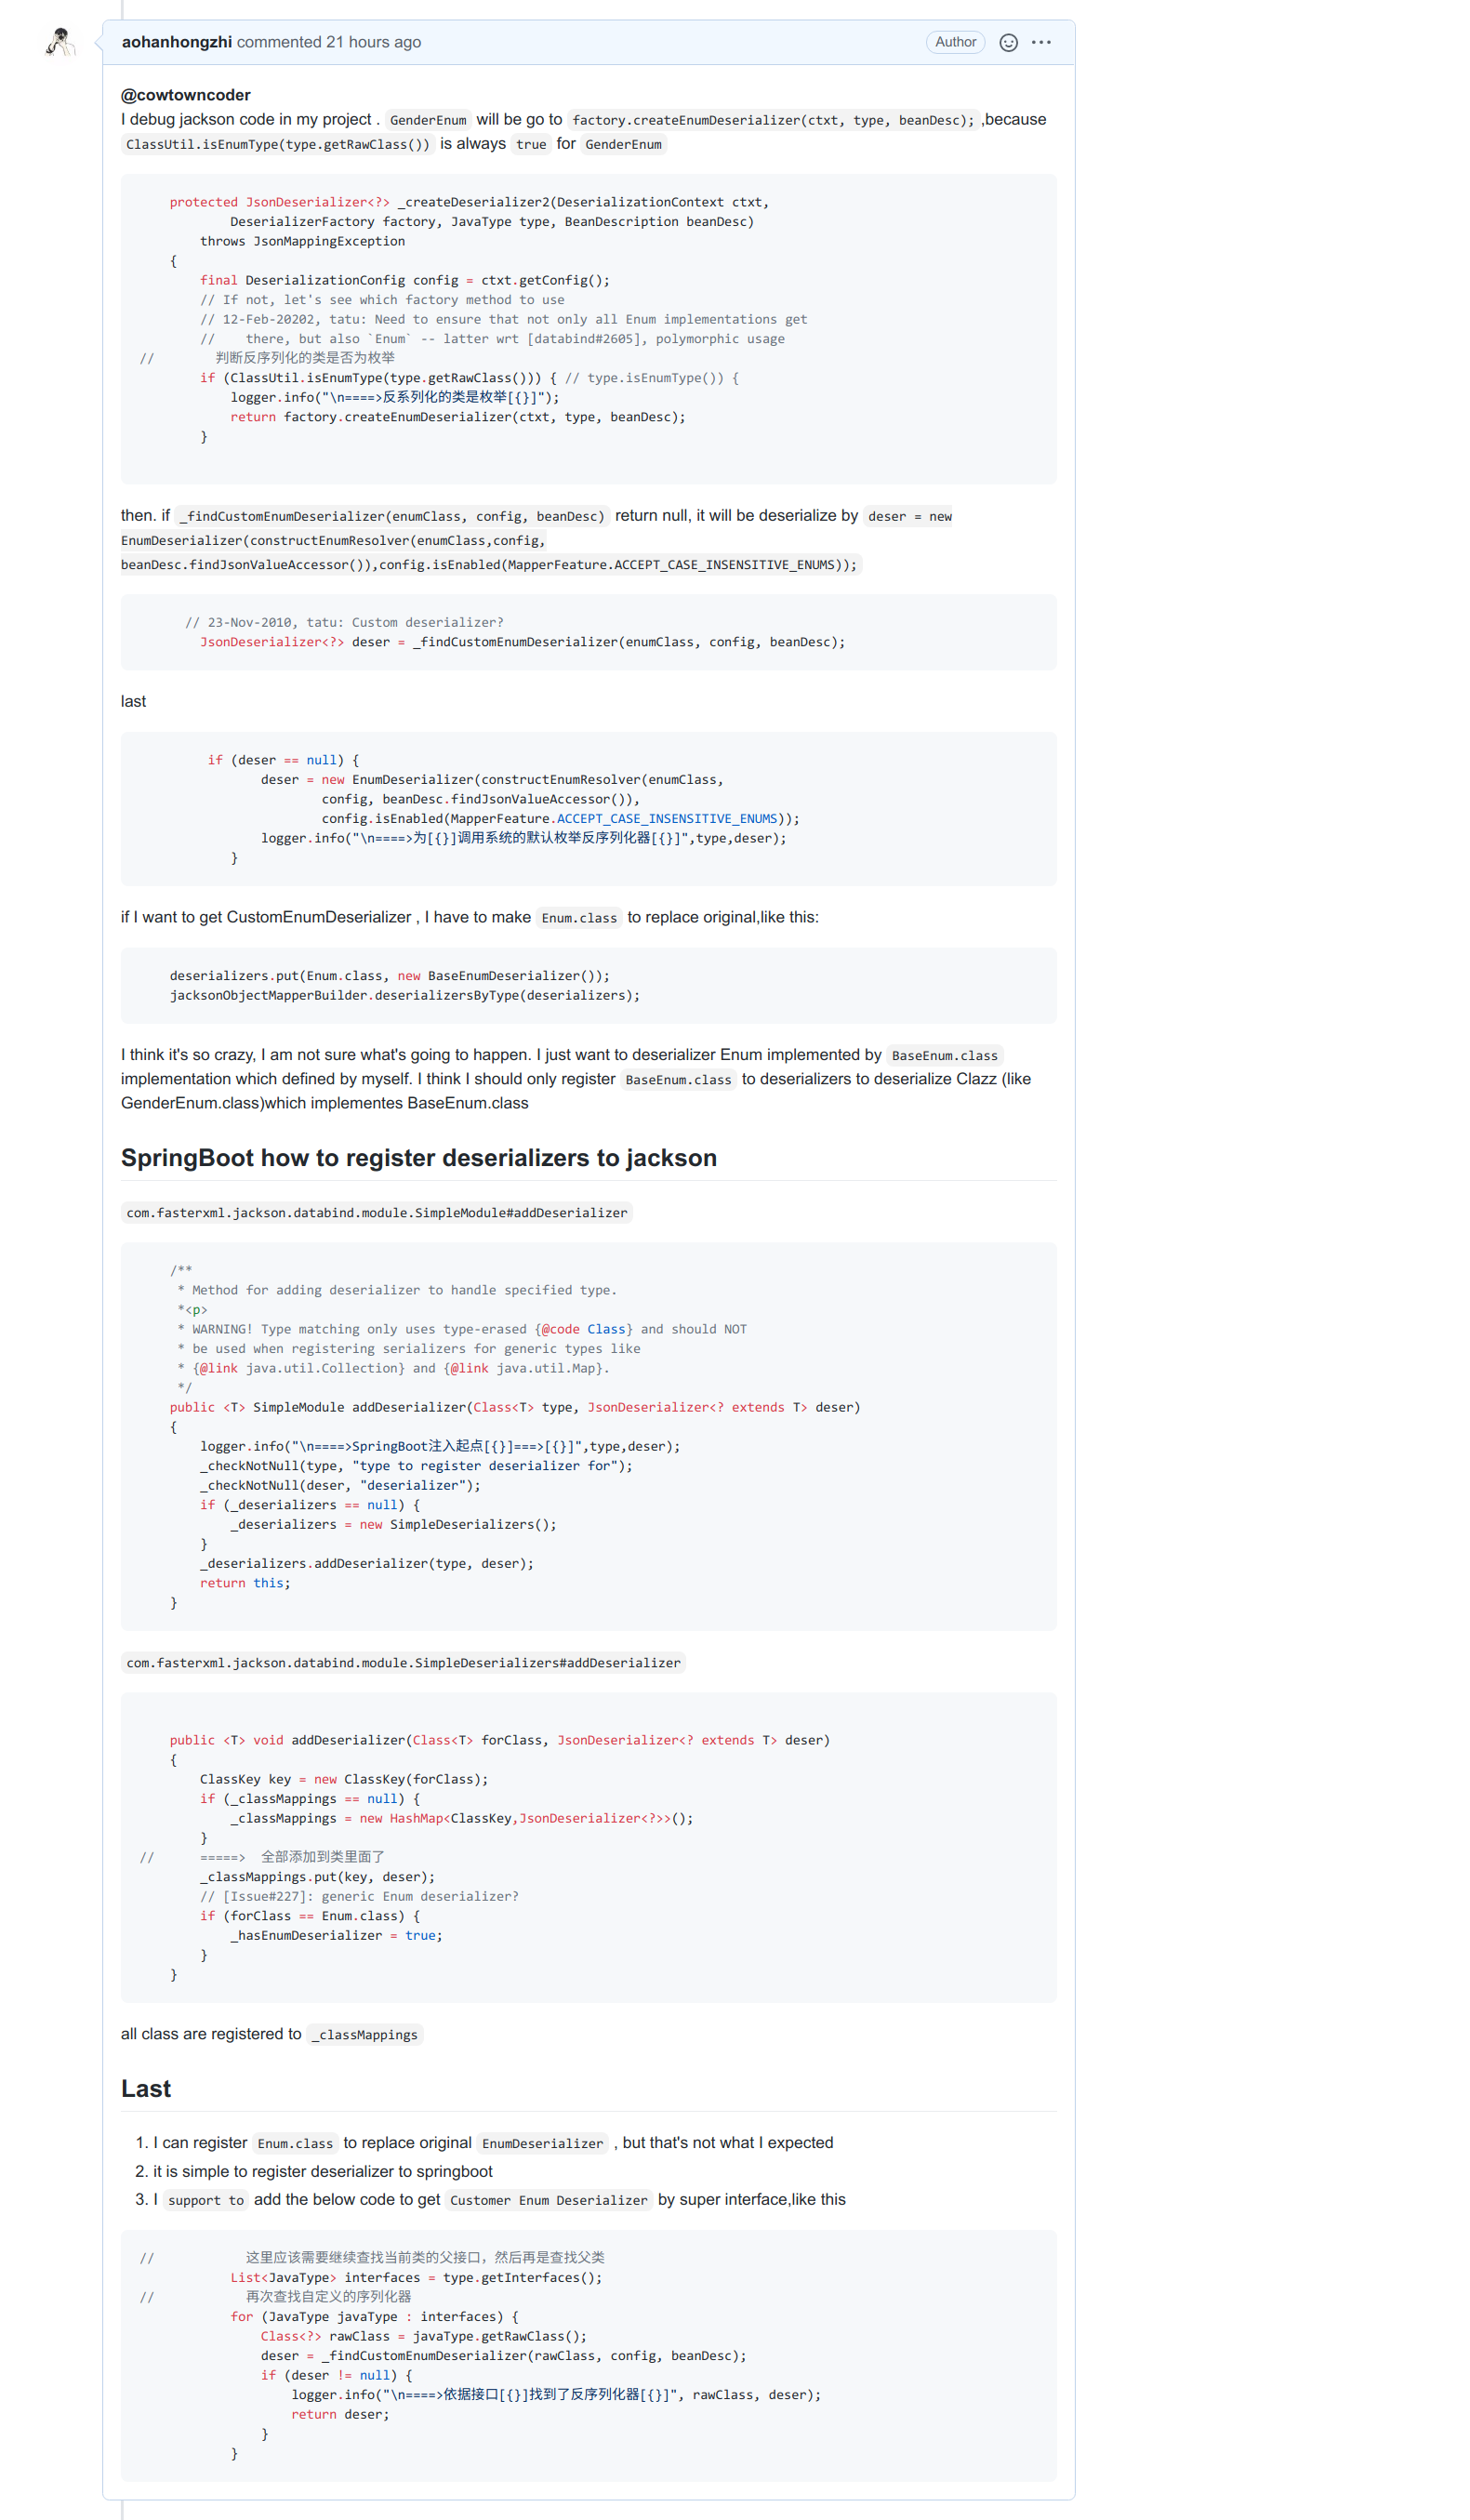 aohanhongzhi commented 21 hours ago
Author
@cowtowncoder
I debug jackson code in my project . GenderEnum will be go to factory.createEnumDeserializer(ctxt, type, beanDesc); ,because
ClassUtil.isEnumType(type.getRawClass()) is always true for GenderEnum
protected JsonDeserializer<?> _createDeserializer2(DeserializationContext ctxt,
DeserializerFactory factory, JavaType type, BeanDescription beanDesc)
throws JsonMappingException
{
final DeserializationConfig config = ctxt.getConfig();
// If not, let's see which factory method to use
// 12-Feb-20202, tatu: Need to ensure that not only all Enum implementations get
//    there, but also `Enum` -- latter wrt [databind#2605], polymorphic usage
//        判断反序列化的类是否为枚举
if (ClassUtil.isEnumType(type.getRawClass())) { // type.isEnumType()) {
logger.info("\n====>反系列化的类是枚举[{}]");
return factory.createEnumDeserializer(ctxt, type, beanDesc);
}
then. if _findCustomEnumDeserializer(enumClass, config, beanDesc) return null, it will be deserialize by deser = new
EnumDeserializer(constructEnumResolver(enumClass,config,
beanDesc.findJsonValueAccessor()),config.isEnabled(MapperFeature.ACCEPT_CASE_INSENSITIVE_ENUMS));
// 23-Nov-2010, tatu: Custom deserializer?
JsonDeserializer<?> deser = _findCustomEnumDeserializer(enumClass, config, beanDesc);
last
if (deser == null) {
deser = new EnumDeserializer(constructEnumResolver(enumClass,
config, beanDesc.findJsonValueAccessor()),
config.isEnabled(MapperFeature.ACCEPT_CASE_INSENSITIVE_ENUMS));
logger.info("\n====>为[{}]调用系统的默认枚举反序列化器[{}]",type,deser);
}
if I want to get CustomEnumDeserializer , I have to make Enum.class to replace original,like this:
deserializers.put(Enum.class, new BaseEnumDeserializer());
jacksonObjectMapperBuilder.deserializersByType(deserializers);
I think it's so crazy, I am not sure what's going to happen. I just want to deserializer Enum implemented by BaseEnum.class
implementation which defined by myself. I think I should only register BaseEnum.class to deserializers to deserialize Clazz (like
GenderEnum.class)which implementes BaseEnum.class
SpringBoot how to register deserializers to jackson
com.fasterxml.jackson.databind.module.SimpleModule#addDeserializer
/**
* Method for adding deserializer to handle specified type.
*<p>
* WARNING! Type matching only uses type-erased {@code Class} and should NOT
* be used when registering serializers for generic types like
* {@link java.util.Collection} and {@link java.util.Map}.
*/
public <T> SimpleModule addDeserializer(Class<T> type, JsonDeserializer<? extends T> deser)
{
logger.info("\n====>SpringBoot注入起点[{}]===>[{}]",type,deser);
_checkNotNull(type, "type to register deserializer for");
_checkNotNull(deser, "deserializer");
if (_deserializers == null) {
_deserializers = new SimpleDeserializers();
}
_deserializers.addDeserializer(type, deser);
return this;
}
com.fasterxml.jackson.databind.module.SimpleDeserializers#addDeserializer
public <T> void addDeserializer(Class<T> forClass, JsonDeserializer<? extends T> deser)
{
ClassKey key = new ClassKey(forClass);
if (_classMappings == null) {
_classMappings = new HashMap<ClassKey,JsonDeserializer<?>>();
}
//      =====>  全部添加到类里面了
_classMappings.put(key, deser);
// [Issue#227]: generic Enum deserializer?
if (forClass == Enum.class) {
_hasEnumDeserializer = true;
}
}
all class are registered to _classMappings
Last
1. I can register Enum.class to replace original EnumDeserializer , but that's not what I expected
2. it is simple to register deserializer to springboot
3. I support to add the below code to get Customer Enum Deserializer by super interface,like this
//            这里应该需要继续查找当前类的父接口，然后再是查找父类
List<JavaType> interfaces = type.getInterfaces();
//            再次查找自定义的序列化器
for (JavaType javaType : interfaces) {
Class<?> rawClass = javaType.getRawClass();
deser = _findCustomEnumDeserializer(rawClass, config, beanDesc);
if (deser != null) {
logger.info("\n====>依据接口[{}]找到了反序列化器[{}]", rawClass, deser);
return deser;
}
}